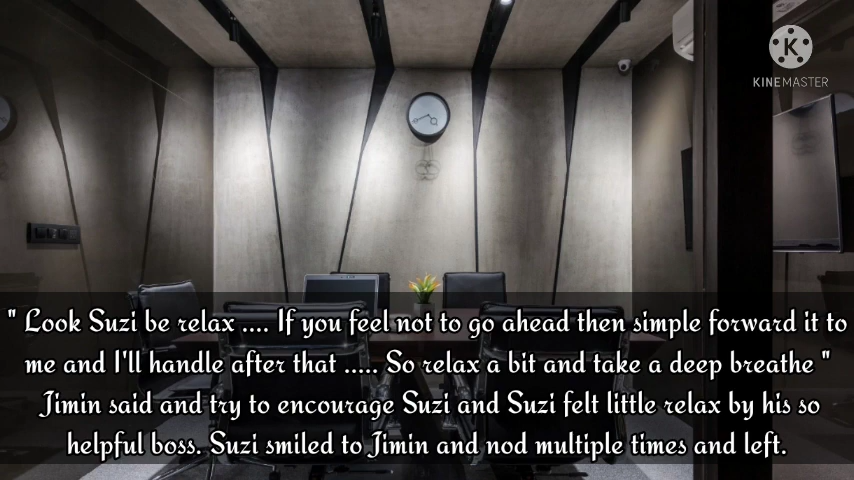 K
KINEMASTER
" Look Suzi be relax .... If you feel not to go ahead then simple forward it to
me and I'll handle after that ..... So relax a bit and take a deep breathe "
Jimin said and try to encourage Suzi and Suzi felt little relax by his so
helpful boss. Suzi smiled to Jimin and nod multiple times and left.